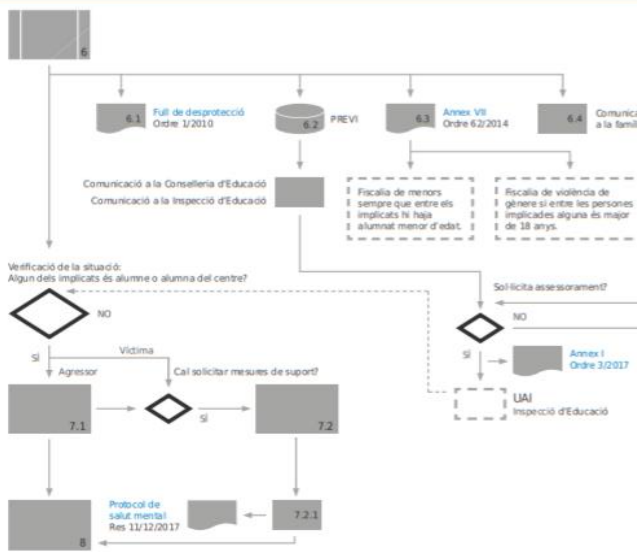 6
6.1
Full de desprotecció
Ordre 1/2010
6.2
PREVI
6.3
Annex VII
Ordre 62/2014
6.4
a la
Comunicació a la Conselleria d'Educació
Comunicació a la Inspecció d'Educació
Fiscalia de menors
sempre que entre els
implicats hi haja
alumnat menor d'edat.
Fiscalia de violència de
gènere si entre les persones
implicades alguna és major
de 18 anys.
Verificació de la situació:
Algun dels implicats és alumne o alumna del centre?
NO
Sol·licita assessorament?
NO
SÍ
Víctima
Agressor
Cal solicitar mesures de suport?
SÍ
Annex I
Ordre 3/2017
SÍ
UAI
Inspecció d'Educació
7.1
7.2
Protocol de
salut mental
Res 11/12/2017
7.2.1
8